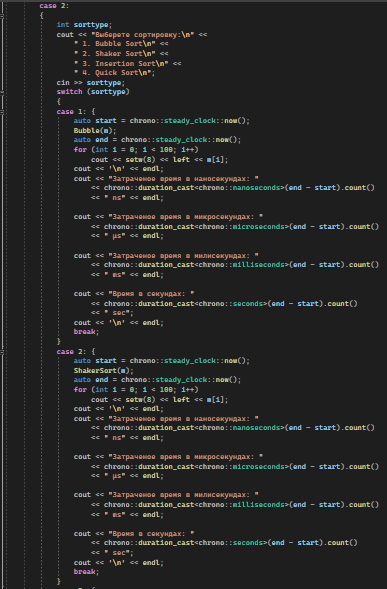 case 2:
{
int sorttype;
cout << "Выберете сортировку:\n" <<
" 1. Bubble Sort\n" <<
" 2. Shaker Sort\n" <<
" 3. Insertion Sort\n" <<
" 4. Quick Sort\n";
cin >> sorttype;
switch (sorttype)
{
case 1: {
auto start = chrono::steady_clock::now();
Bubble(m);
auto end = chrono::steady_clock::now();
for (int i = 0; i < 100; i++)
cout << setw(8) << left << m[i];
cout << '\n' << endl;
cout << "Затраченое время в наносекундах: "
<< chrono::duration_cast<chrono::nanoseconds>(end - start).count()
<< " ns" << endl;
cout << "Затраченое время в микросекундах: "
<< chrono::duration_cast<chrono::microseconds>(end - start).count()
<< " µs" << endl;
cout << "Затраченое время в милисекундах: "
<< chrono::duration_cast<chrono::milliseconds>(end - start).count()
<< " ms" << endl;
cout << "Время в секундах: "
<< chrono::duration_cast<chrono::seconds>(end - start).count()
<< " sec";
cout << '\n' << endl;
break;
}
case 2: {
auto start = chrono::steady_clock::now();
ShakerSort(m);
auto end = chrono::steady_clock::now();
for (int i = 0; i < 100; i++)
cout << setw(8) << left << m[i];
cout << '\n' << endl;
cout << "Затраченое время в наносекундах: "
<< chrono::duration_cast<chrono::nanoseconds>(end - start).count()
<< " ns" << endl;
cout << "Затраченое время в микросекундах: "
<< chrono::duration_cast<chrono::microseconds>(end - start).count()
<< " µs" << endl;
cout << "Затраченое время в милисекундах: "
<< chrono::duration_cast<chrono::milliseconds>(end - start).count()
<< " ms" << endl;
cout << "Время в секундах: "
<< chrono::duration_cast<chrono::seconds>(end - start).count()
<< " sec";
cout << '\n' << endl;
break;
}